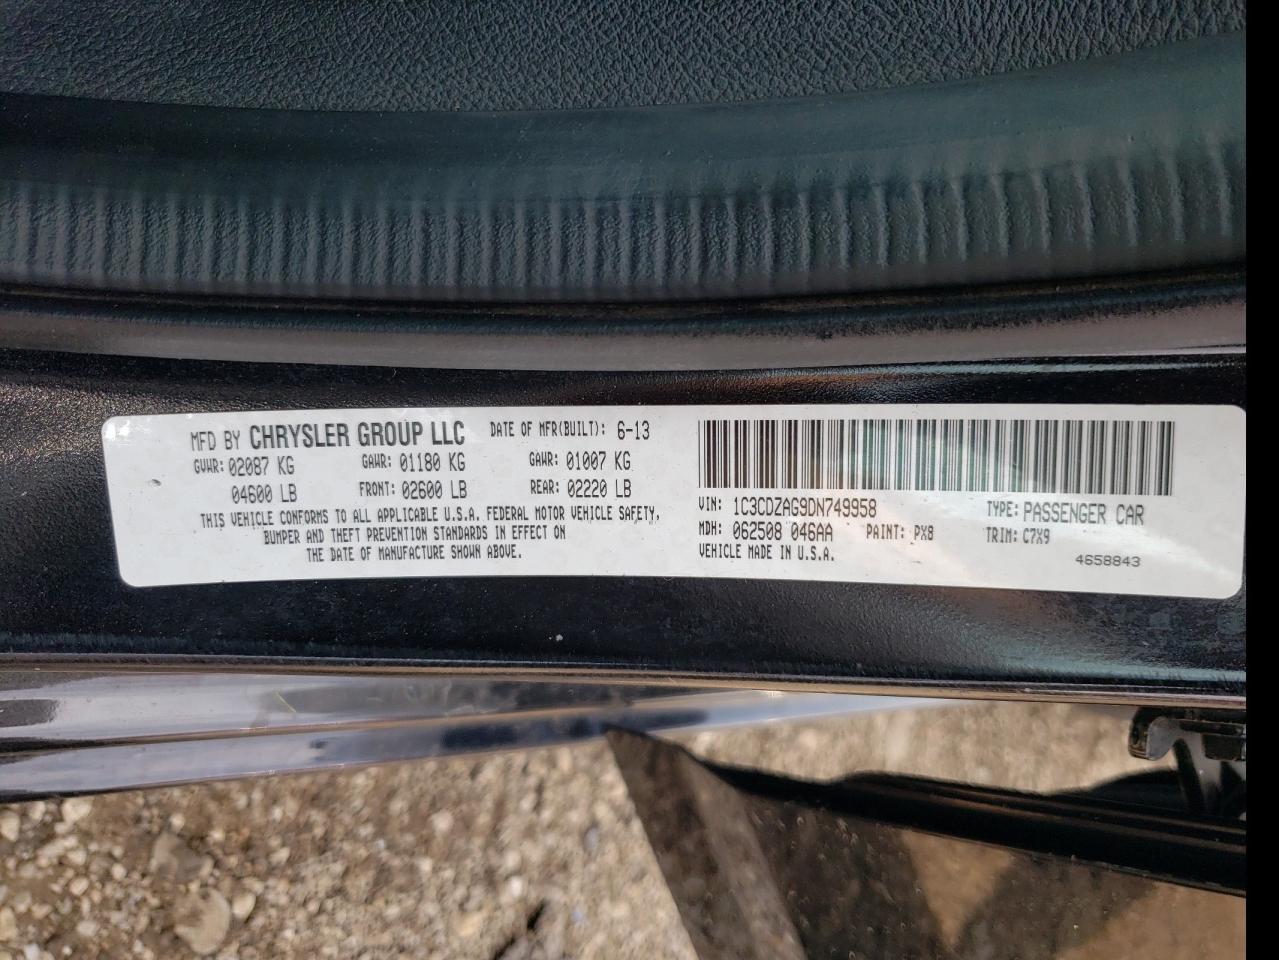 MFD BY CHRYSLER GROUP LLC DATE OF MFR(BUILT): 6-13
GVWR: 02087 KG GAWR: 01180 KG GAWR: 01007 KG
04600 LB FRONT: 02600 LB REAR: 02220 LB
THIS VEHICLE CONFORMS TO ALL APPLICABLE U.S.A. FEDERAL MOTOR VEHICLE SAFETY,
BUMPER AND THEFT PREVENTION STANDARDS IN EFFECT ON
THE DATE OF MANUFACTURE SHOWN ABOVE.
VIN: 1C3CDZAG9DN749958 TYPE: PASSENGER CAR
MDH: 062508 046AA PAINT: PX8 TRIM: C7X9
VEHICLE MADE IN U.S.A. 4658843